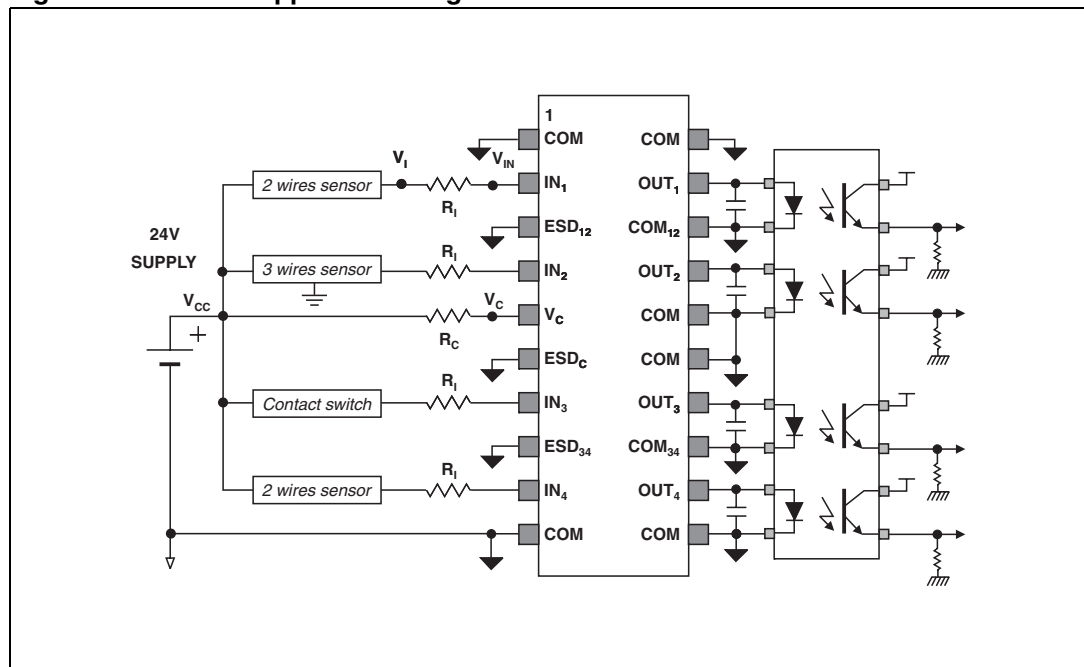 1
COM
COM
V_I
V_IN
2 wires sensor
R_I
IN_1
OUT_1
ESD_12
COM_12
24V
SUPPLY
3 wires sensor
R_I
IN_2
OUT_2
V_CC
+
V_C
R_C
V_C
COM
ESD_C
COM
Contact switch
R_I
IN_3
OUT_3
ESD_34
COM_34
2 wires sensor
R_I
IN_4
OUT_4
COM
COM